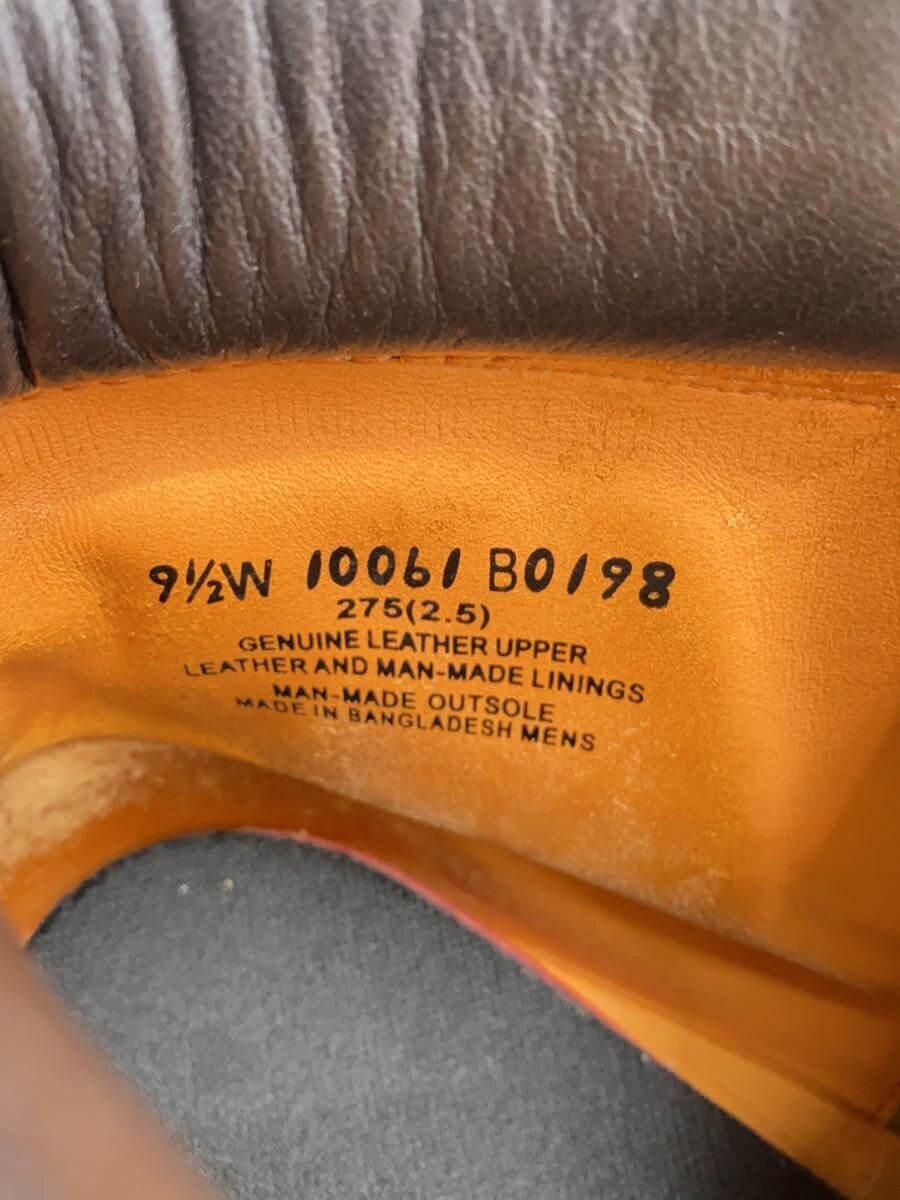 9½W 10061 B0198
275(2.5)
GENUINE LEATHER UPPER
LEATHER AND MAN-MADE LININGS
MAN-MADE OUTSOLE
MADE IN BANGLADESH MENS